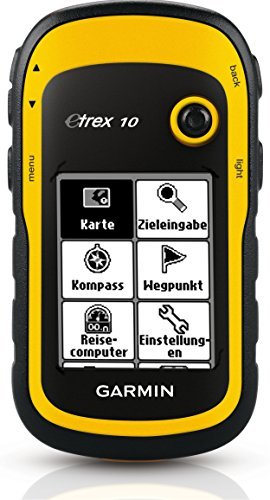 back
etrex 10
menu
light
Karte
Zieleingabe
Kompass
Wegpunkt
Reise-
computer
Einstellung-
en
GARMIN